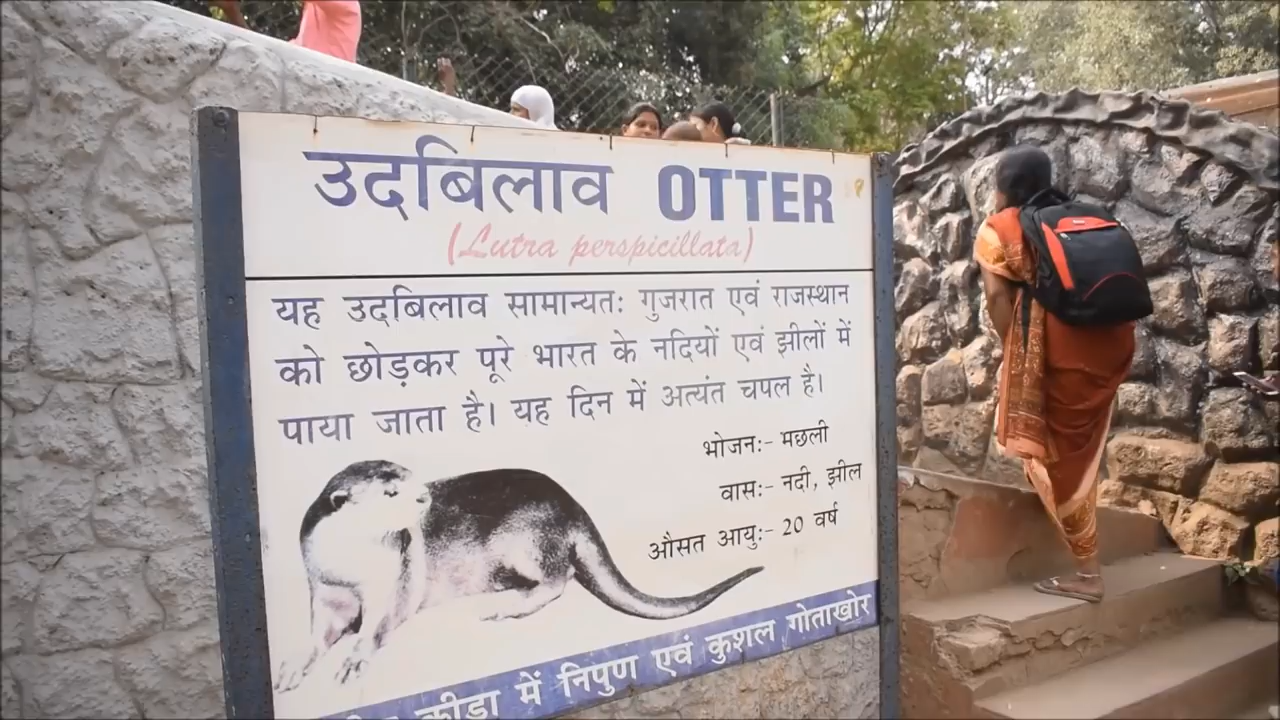 उदबिलाव OTTER
(Lutra perspicillata)
यह उदबिलाव सामान्यतः गुजरात एवं राजस्थान
को छोड़कर पूरे भारत के नदियों एवं झीलों में
पाया जाता है। यह दिन में अत्यंत चपल है।
भोजनः- मछली
वासः- नदी, झील
औसत आयुः- 20 वर्ष
क्रीड़ा में निपुण एवं कुशल गोताखोर